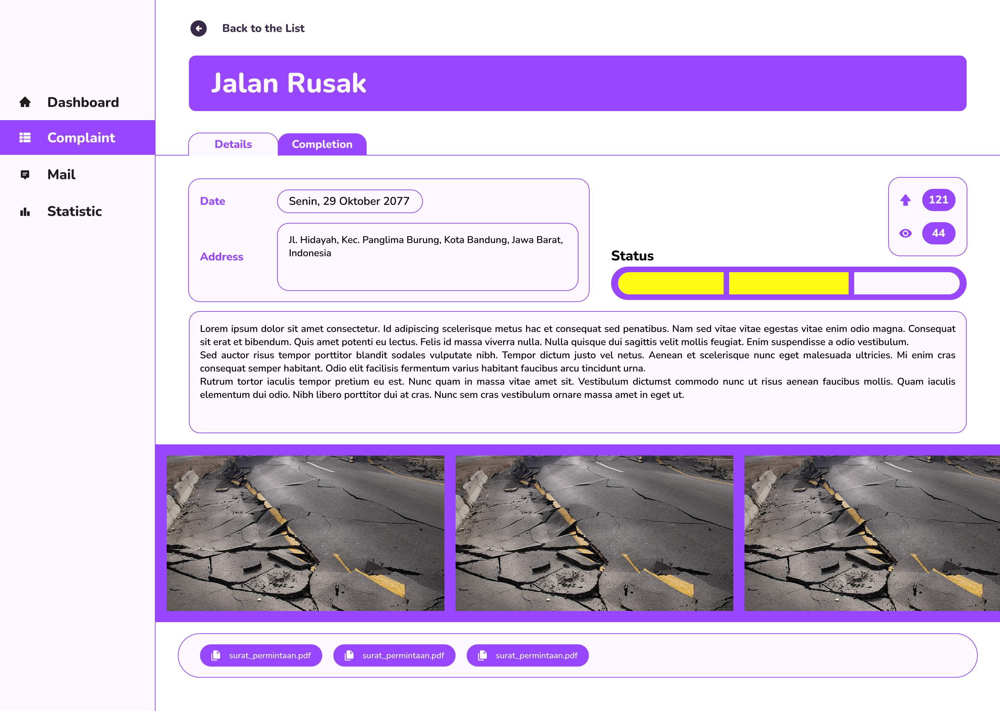 Back to the List
Jalan Rusak
Dashboard
Complaint
Mail
Statistic
Details
Completion
Date
Senin, 29 Oktober 2077
Address
Jl. Hidayah, Kec. Panglima Burung, Kota Bandung, Jawa Barat,
Indonesia
121
44
Status
Lorem ipsum dolor sit amet consectetur. Id adipiscing scelerisque metus hac et consequat sed penatibus. Nam sed vitae vitae egestas vitae enim odio magna. Consequat
sit erat et bibendum. Quis amet potenti eu lectus. Felis id massa viverra nulla. Nulla quisque dui sagittis velit mollis feugiat. Enim suspendisse a odio vestibulum.
Sed auctor risus tempor porttitor blandit sodales vulputate nibh. Tempor dictum justo vel netus. Aenean et scelerisque nunc eget malesuada ultricies. Mi enim cras
consequat semper habitant. Odio elit facilisis fermentum varius habitant faucibus arcu tincidunt urna.
Rutrum tortor iaculis tempor pretium eu est. Nunc quam in massa vitae amet sit. Vestibulum dictumst commodo nunc ut risus aenean faucibus mollis. Quam iaculis
elementum dui odio. Nibh libero porttitor dui at cras. Nunc sem cras vestibulum ornare massa amet in eget ut.
surat_permintaan.pdf
surat_permintaan.pdf
surat_permintaan.pdf